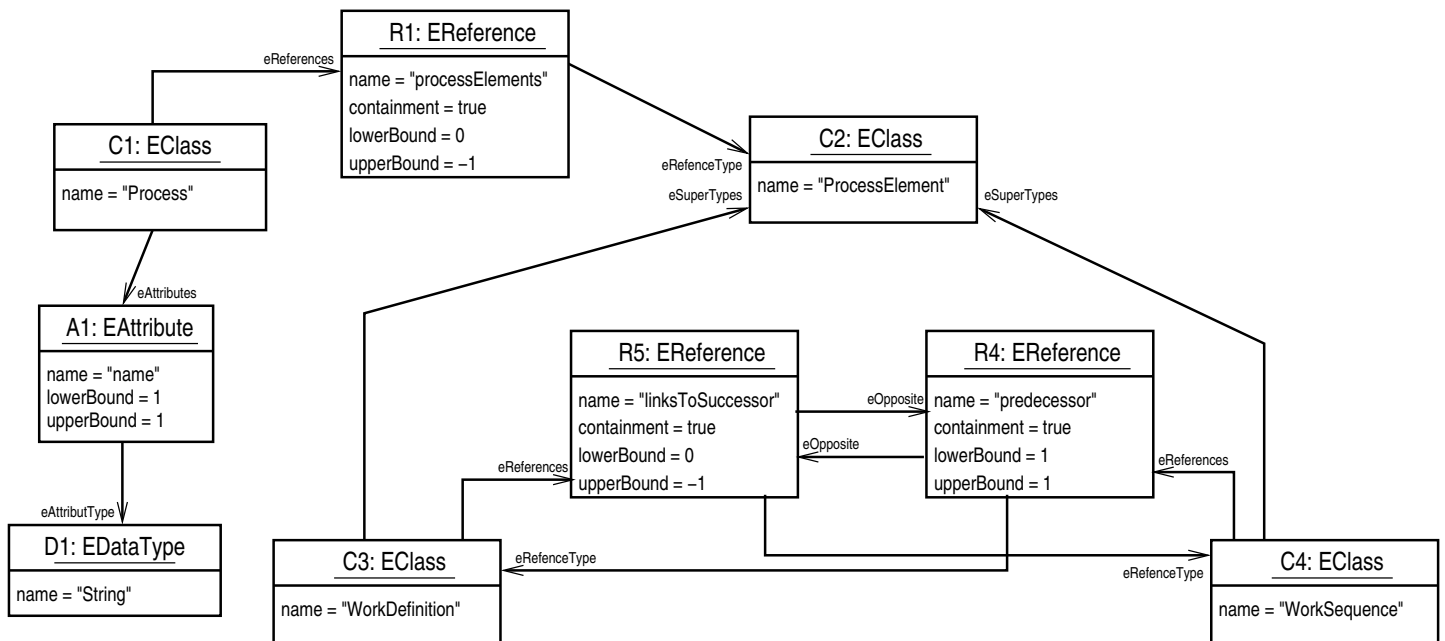 R1: EReference
eReferences
name = "processElements"
containment = true
lowerBound = 0
upperBound = −1
C1: EClass
name = "Process"
C2: EClass
eRefenceType
name = "ProcessElement"
eSuperTypes
eSuperTypes
eAttributes
A1: EAttribute
name = "name"
lowerBound = 1
upperBound = 1
R5: EReference
name = "linksToSuccessor"
containment = true
lowerBound = 0
upperBound = −1
eOpposite
eOpposite
R4: EReference
name = "predecessor"
containment = true
lowerBound = 1
upperBound = 1
eReferences
eReferences
eAttributType
D1: EDataType
name = "String"
C3: EClass
name = "WorkDefinition"
eRefenceType
eRefenceType
C4: EClass
name = "WorkSequence"